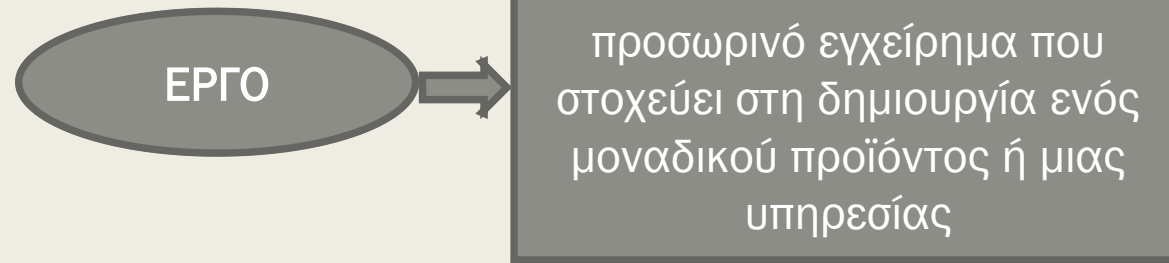 ΕΡΓΟ
προσωρινό εγχείρημα που
στοχεύει στη δημιουργία ενός
μοναδικού προϊόντος ή μιας
υπηρεσίας